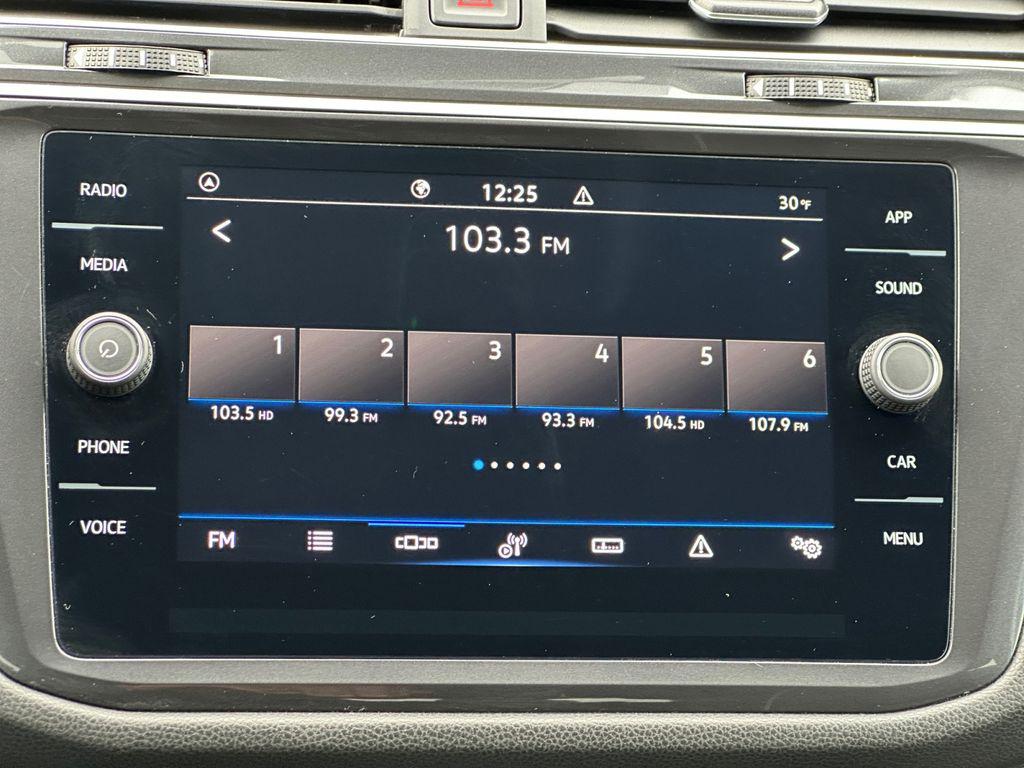 RADIO
MEDIA
PHONE
VOICE
12:25
30°F
103.3 FM
1
2
3
4
5
6
103.5 HD
99.3 FM
92.5 FM
93.3 FM
104.5 HD
107.9 FM
FM
APP
SOUND
CAR
MENU